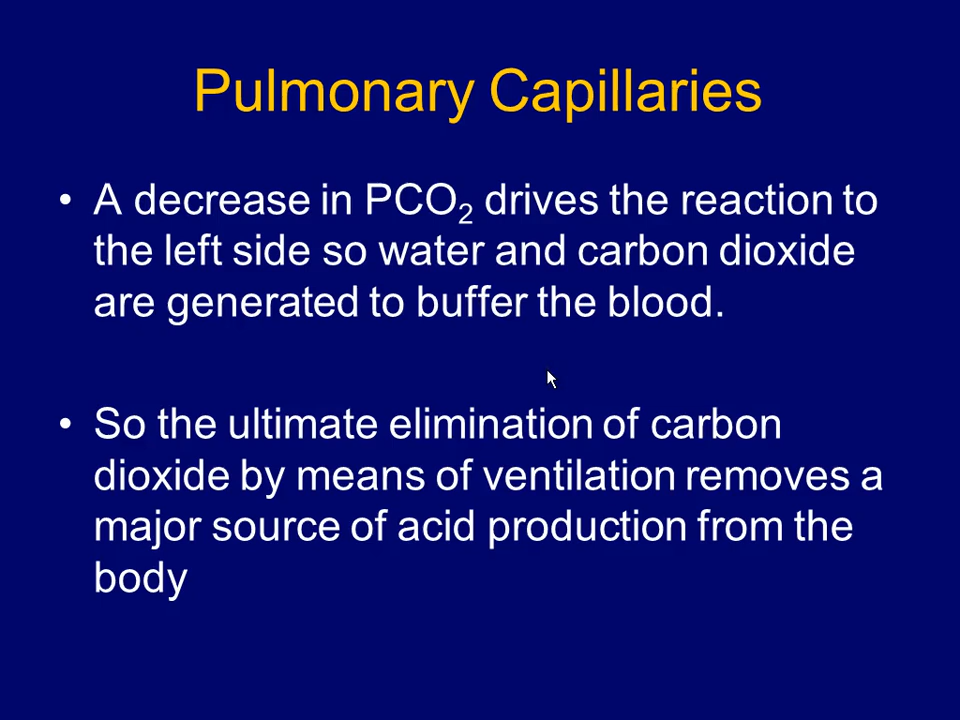 Pulmonary Capillaries
• A decrease in PCO₂ drives the reaction to
the left side so water and carbon dioxide
are generated to buffer the blood.
• So the ultimate elimination of carbon
dioxide by means of ventilation removes a
major source of acid production from the
body